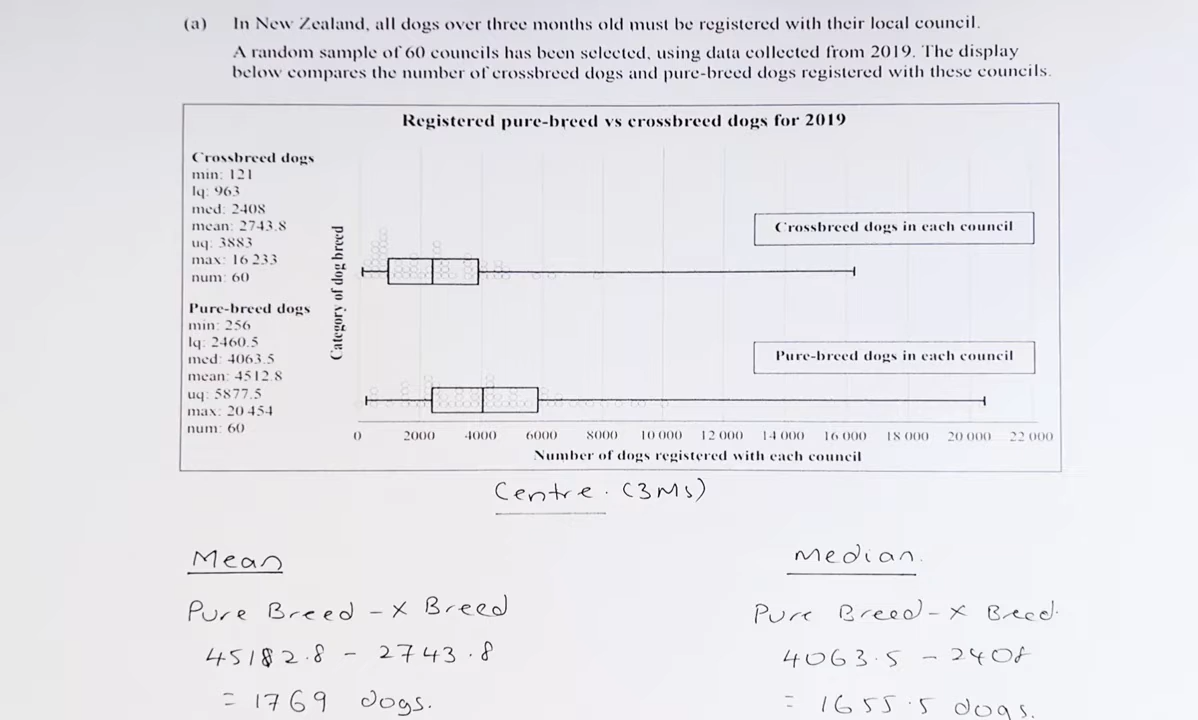 (a) In New Zealand, all dogs over three months old must be registered with their local council.
A random sample of 60 councils has been selected, using data collected from 2019. The display
below compares the number of crossbreed dogs and pure-breed dogs registered with these councils.
Registered pure-breed vs crossbreed dogs for 2019
Crossbreed dogs
min: 121
lq: 963
med: 2408
mean: 2743.8
uq: 3883
max: 16 233
num: 60
Pure-breed dogs
min: 256
lq: 2460.5
med: 4063.5
mean: 4512.8
uq: 5877.5
max: 20 454
num: 60
Category of dog breed
Crossbreed dogs in each council
Pure-breed dogs in each council
0 2000 4000 6000 8000 10 000 12 000 14 000 16 000 18 000 20 000 22 000
Number of dogs registered with each council
Centre. (3Ms)
Mean
Pure Breed - X Breed
45182.8 - 2743.8
= 1769 dogs.
Median.
Pure Breed - X Breed.
4063.5 - 2408
= 1655.5 dogs.